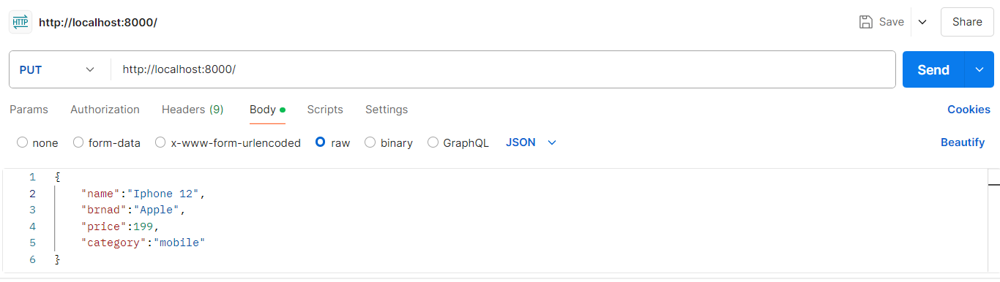 HTTP http://localhost:8000/ Save Share
PUT http://localhost:8000/ Send
Params Authorization Headers (9) Body Scripts Settings Cookies
none form-data x-www-form-urlencoded raw binary GraphQL JSON Beautify
1 {
2 "name":"Iphone 12",
3 "brnad":"Apple",
4 "price":199,
5 "category":"mobile"
6 }